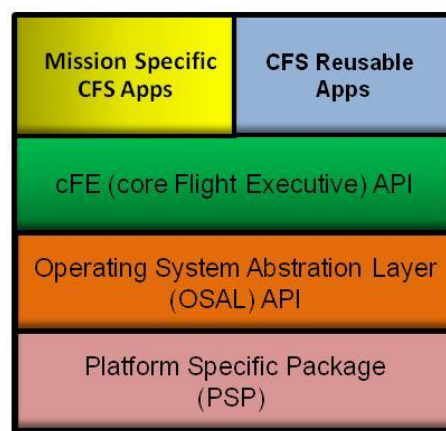 Mission Specific
CFS Apps
CFS Reusable
Apps
cFE (core Flight Executive) API
Operating System Abstration Layer
(OSAL) API
Platform Specific Package
(PSP)